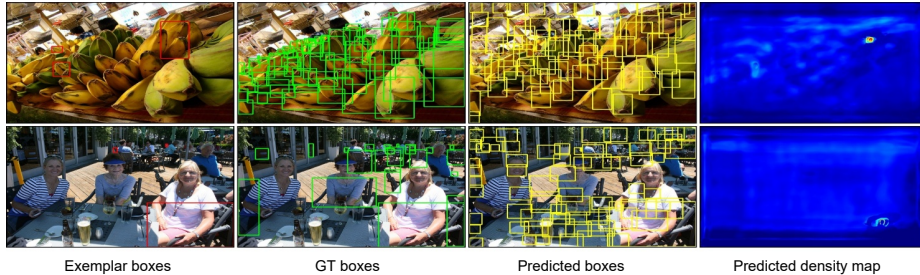 Exemplar boxes
GT boxes
Predicted boxes
Predicted density map